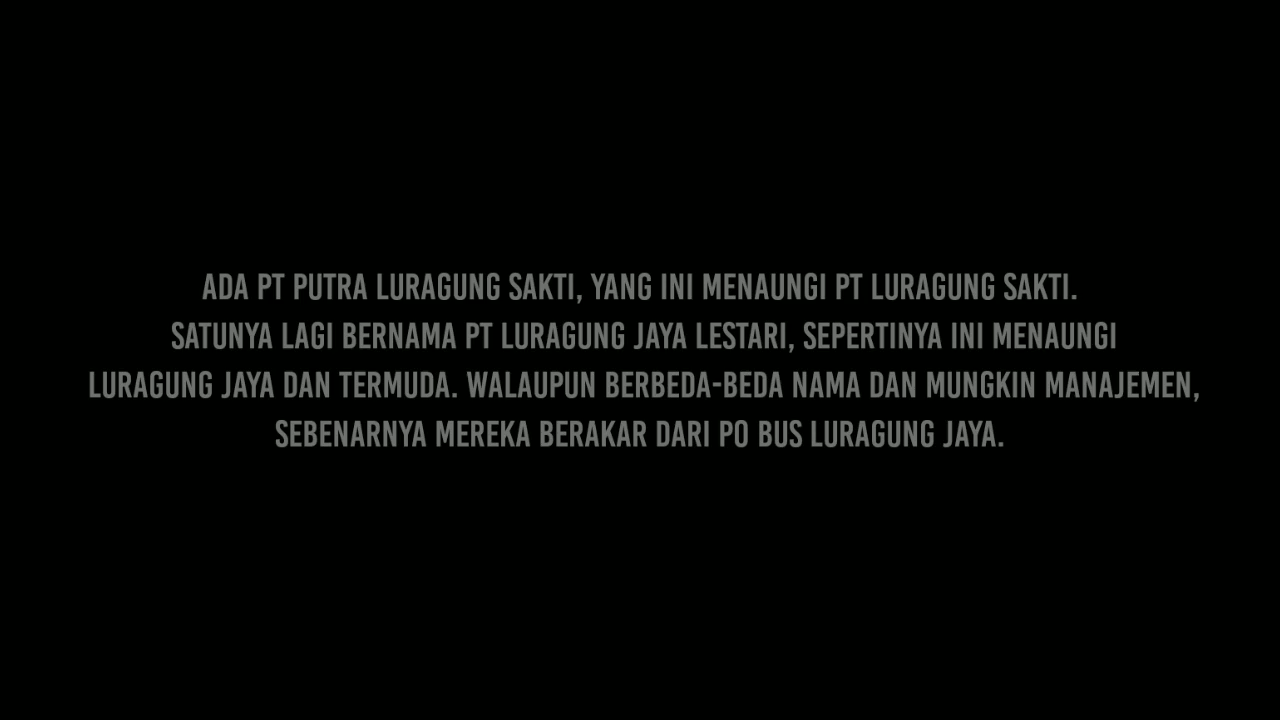 ADA PT PUTRA LURAGUNG SAKTI, YANG INI MENAUNGI PT LURAGUNG SAKTI.
SATUNYA LAGI BERNAMA PT LURAGUNG JAYA LESTARI, SEPERTINYA INI MENAUNGI
LURAGUNG JAYA DAN TERMUDA. WALAUPUN BERBEDA-BEDA NAMA DAN MUNGKIN MANAJEMEN,
SEBENARNYA MEREKA BERAKAR DARI PO BUS LURAGUNG JAYA.